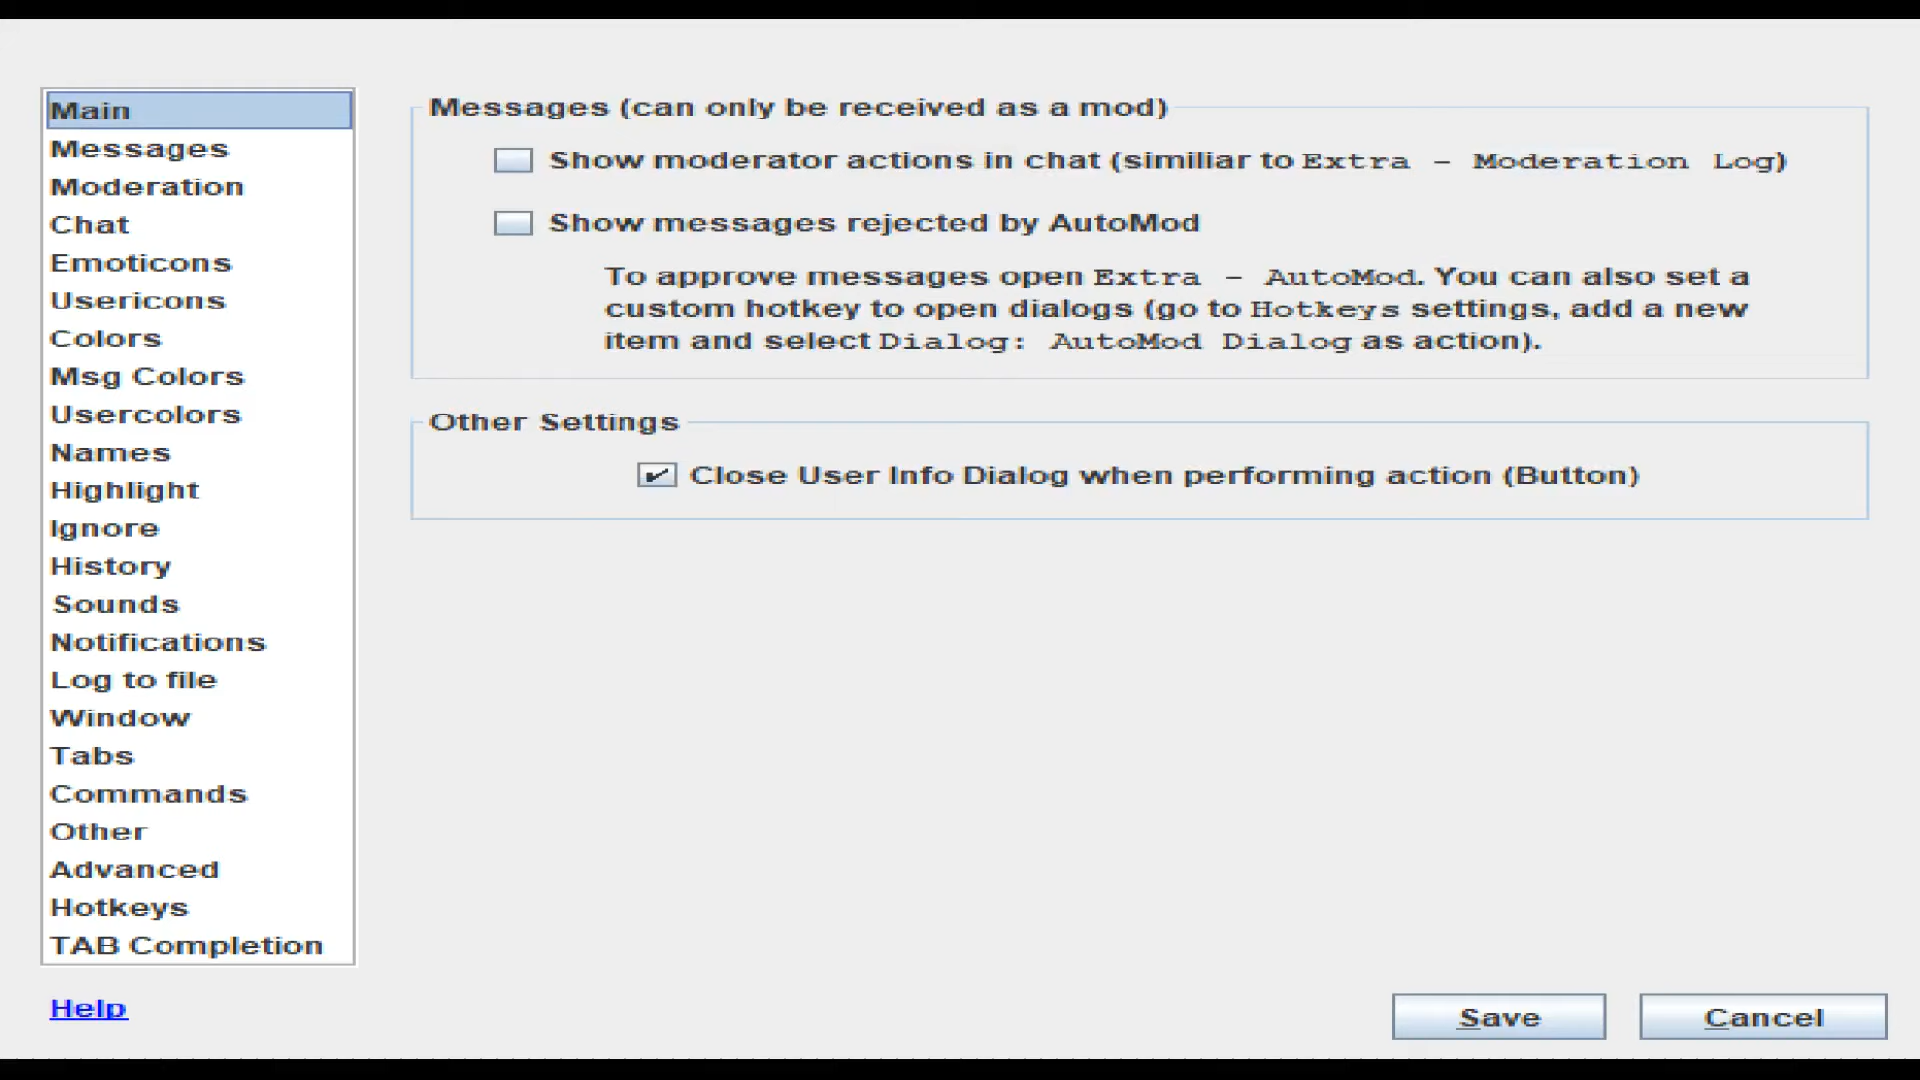 Main
Messages
Moderation
Chat
Emoticons
Usericons
Colors
Msg Colors
Usercolors
Names
Highlight
Ignore
History
Sounds
Notifications
Log to file
Window
Tabs
Commands
Other
Advanced
Hotkeys
TAB Completion
Help
Messages (can only be received as a mod)
Show moderator actions in chat (similiar to Extra - Moderation Log)
Show messages rejected by AutoMod
To approve messages open Extra - AutoMod. You can also set a
custom hotkey to open dialogs (go to Hotkeys settings, add a new
item and select Dialog: AutoMod Dialog as action).
Other Settings
Close User Info Dialog when performing action (Button)
Save
Cancel